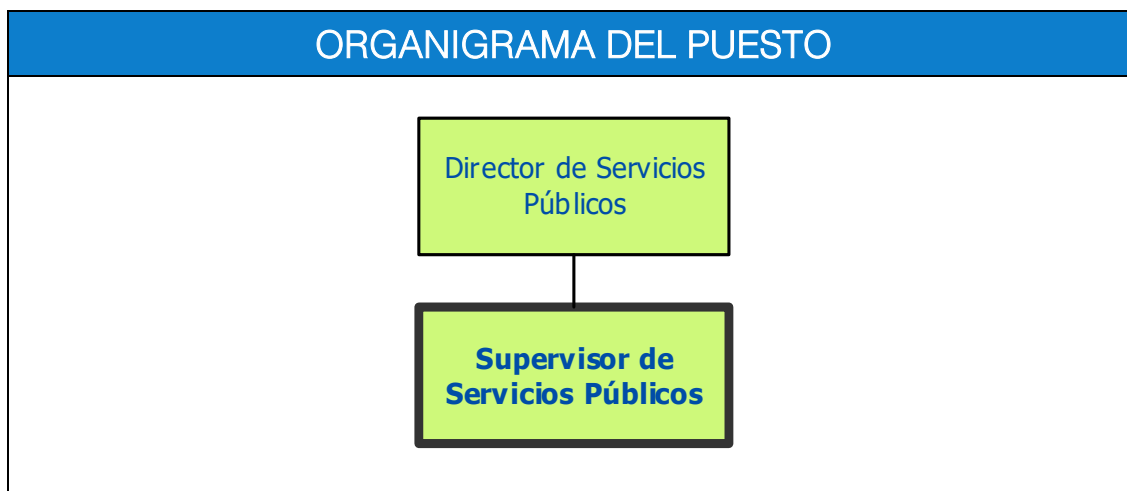 ORGANIGRAMA DEL PUESTO
Director de Servicios
Públicos
Supervisor de
Servicios Públicos